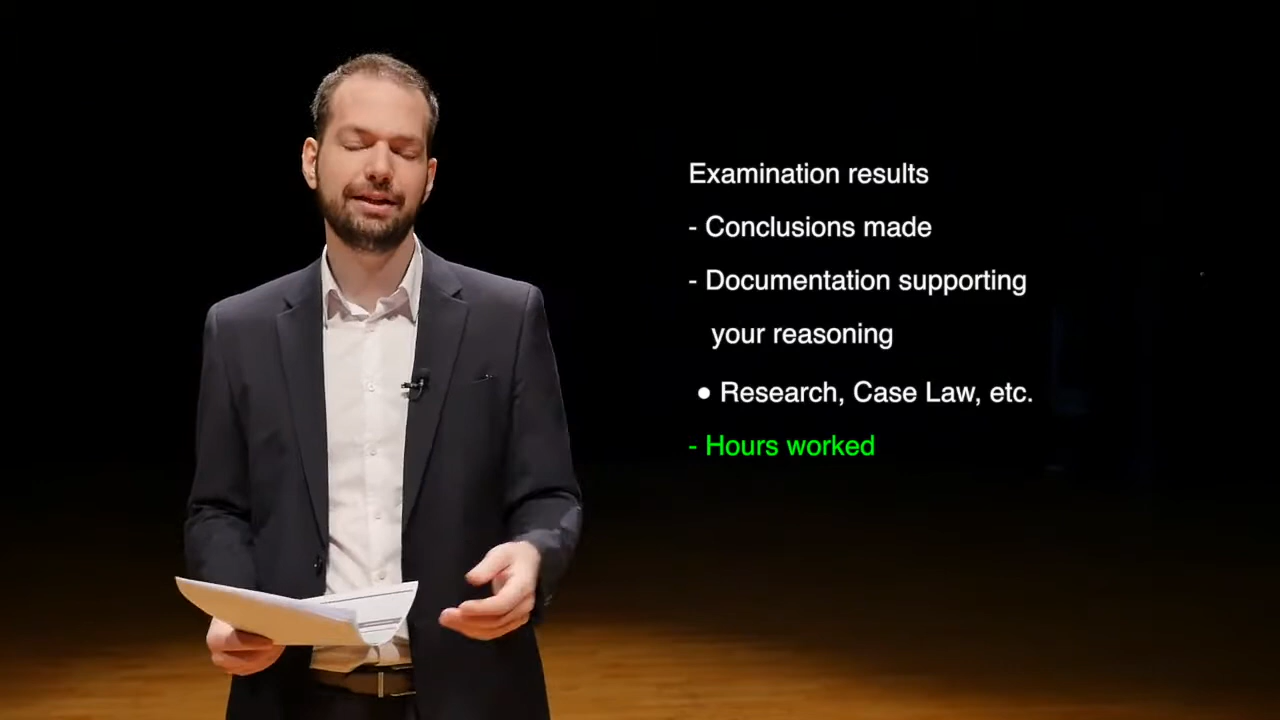 Examination results
- Conclusions made
- Documentation supporting
your reasoning
● Research, Case Law, etc.
- Hours worked